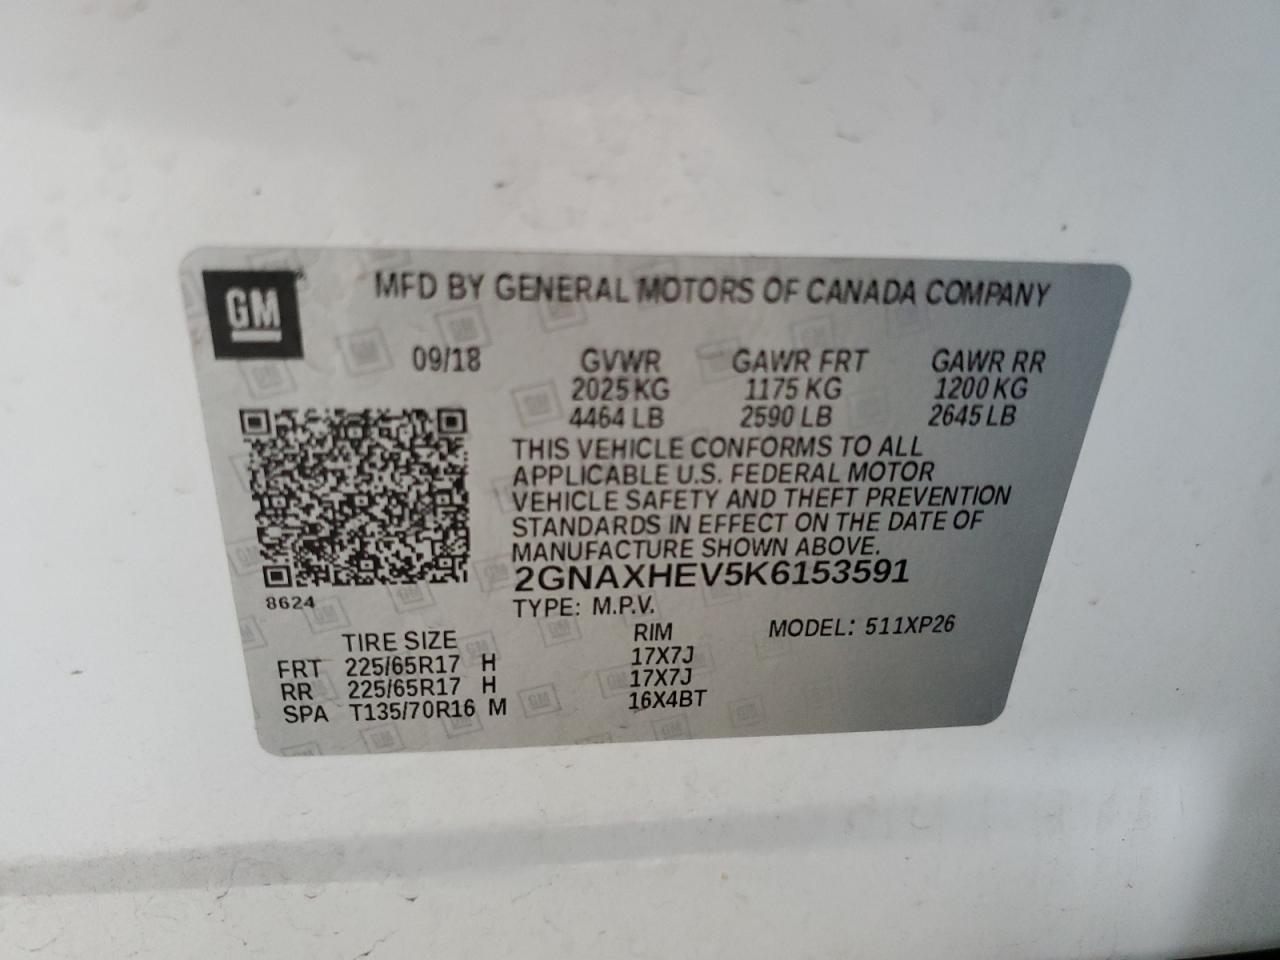 GM
MFD BY GENERAL MOTORS OF CANADA COMPANY
09/18 GVWR GAWR FRT GAWR RR
2025 KG 1175 KG 1200 KG
4464 LB 2590 LB 2645 LB
THIS VEHICLE CONFORMS TO ALL
APPLICABLE U.S. FEDERAL MOTOR
VEHICLE SAFETY AND THEFT PREVENTION
STANDARDS IN EFFECT ON THE DATE OF
MANUFACTURE SHOWN ABOVE.
2GNAXHEV5K6153591
8624
TYPE: M.P.V. MODEL: 511XP26
TIRE SIZE RIM
FRT 225/65R17 H 17X7J
RR 225/65R17 H 17X7J
SPA T135/70R16 M 16X4BT